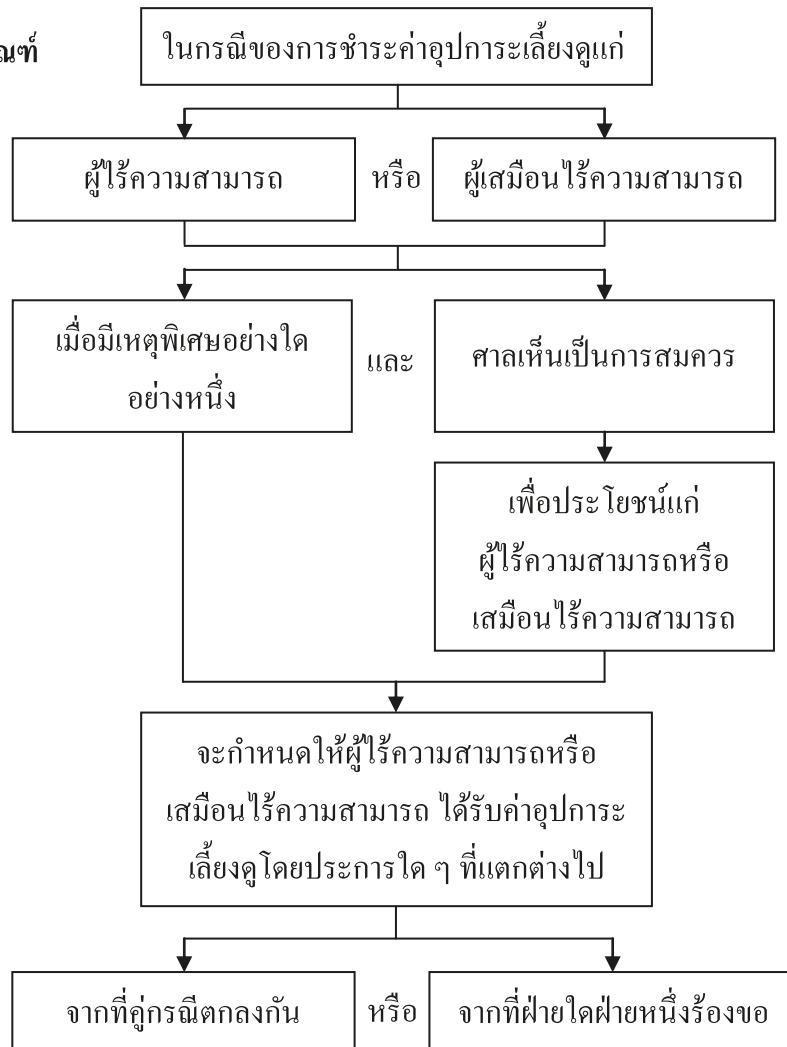 ในกรณีของการชำระค่าอุปการะเลี้ยงดูแก่
ผู้ไร้ความสามารถ หรือ ผู้เสมือนไร้ความสามารถ
เมื่อมีเหตุพิเศษอย่างใด
อย่างหนึ่ง
และ
ศาลเห็นเป็นการสมควร
เพื่อประโยชน์แก่
ผู้ไร้ความสามารถหรือ
เสมือนไร้ความสามารถ
จะกำหนดให้ผู้ไร้ความสามารถหรือ
เสมือนไร้ความสามารถ ได้รับค่าอุปการะ
เลี้ยงดูโดยประการใด ๆ ที่แตกต่างไป
จากที่คู่กรณีตกลงกัน หรือ จากที่ฝ่ายใดฝ่ายหนึ่งร้องขอ